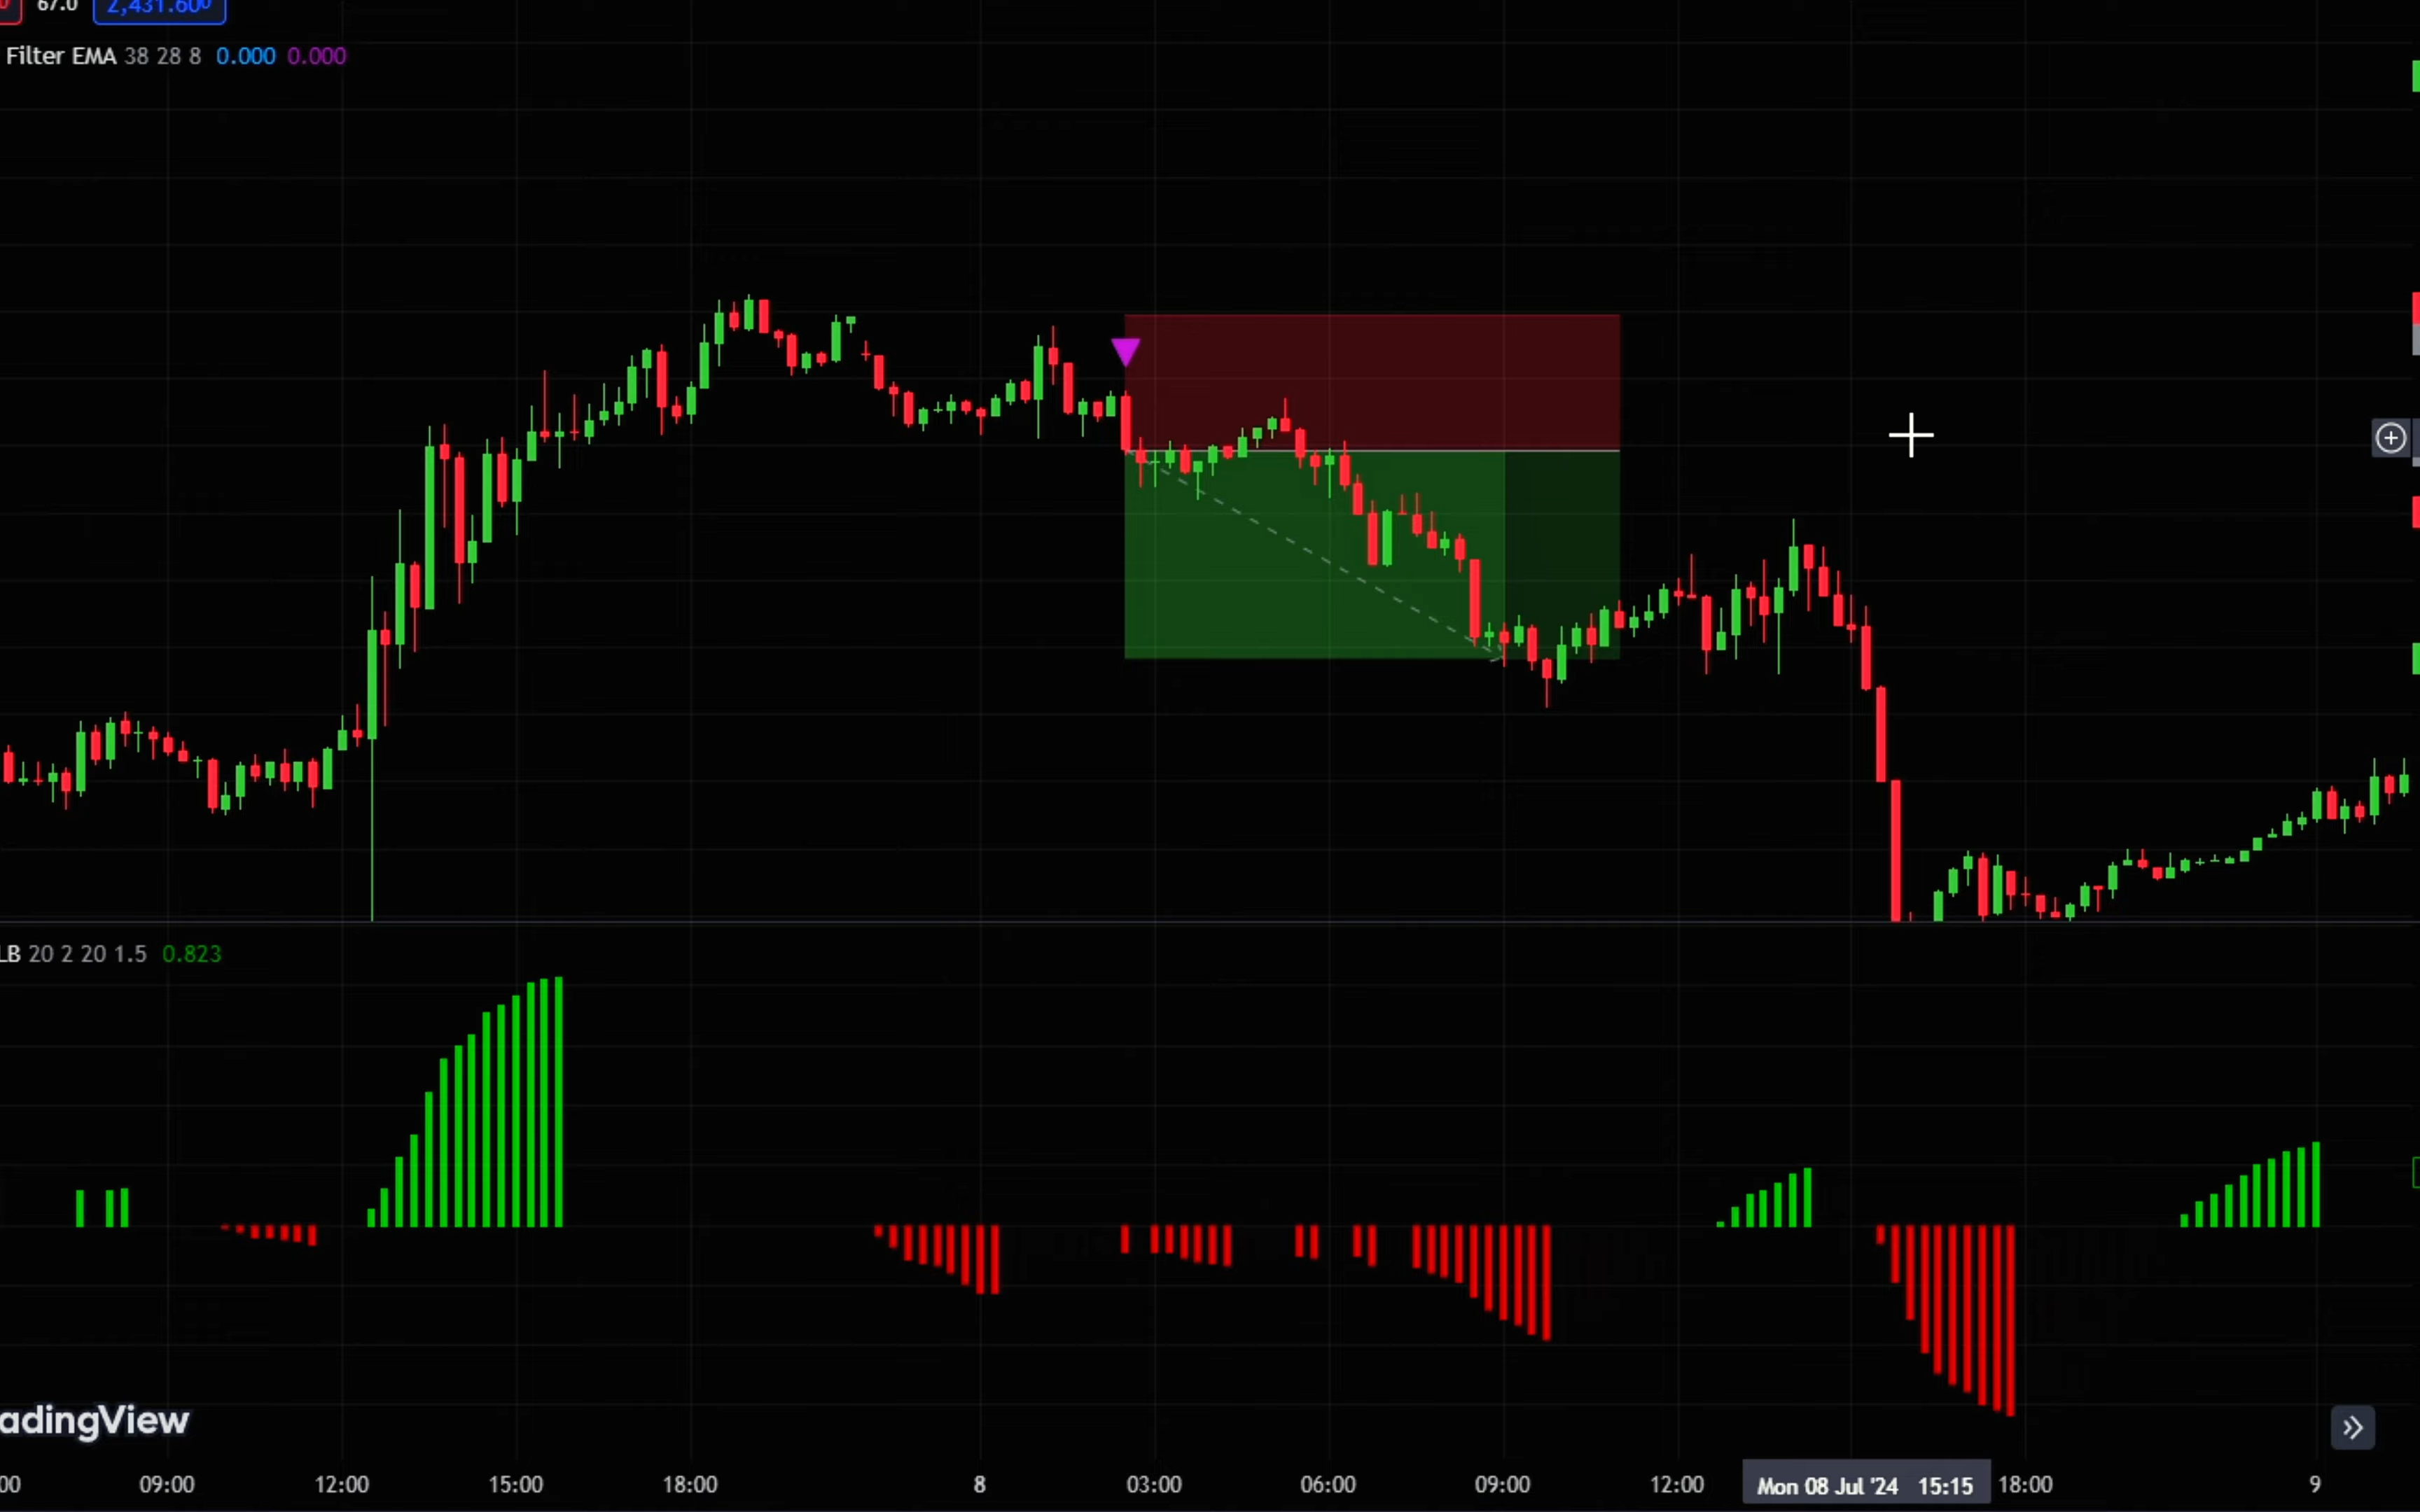 67.0 2,431.60⁰
Filter EMA 38 28 8 0.000 0.000
LB 20 2 20 1.5 0.823
adingView
00 09:00 12:00 15:00 18:00 8 03:00 06:00 09:00 12:00 Mon 08 Jul '24 15:15 18:00 9